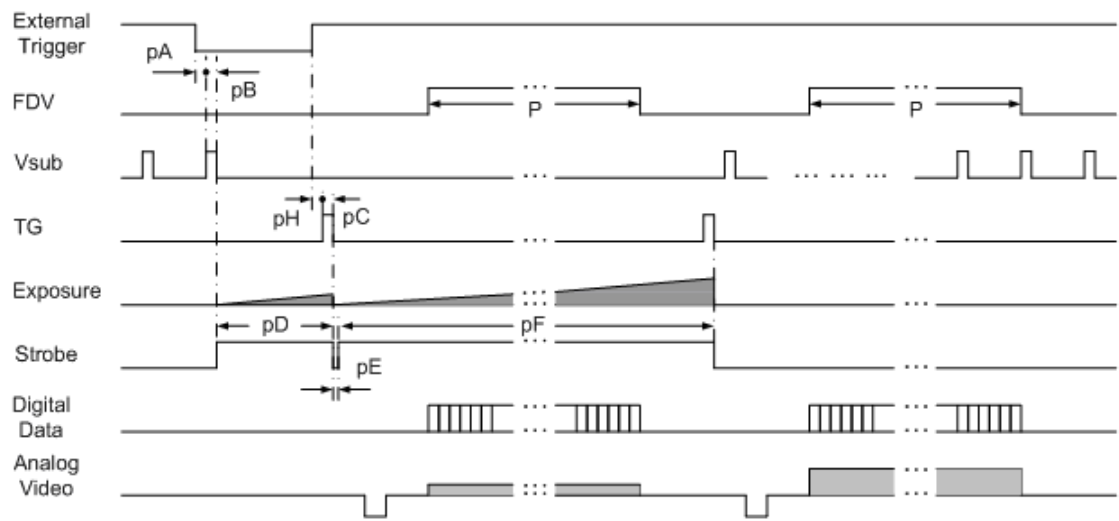 External
Trigger
pA
pB
FDV
P
P
Vsub
pH
pC
TG
Exposure
pD
pF
Strobe
pE
Digital
Data
Analog
Video